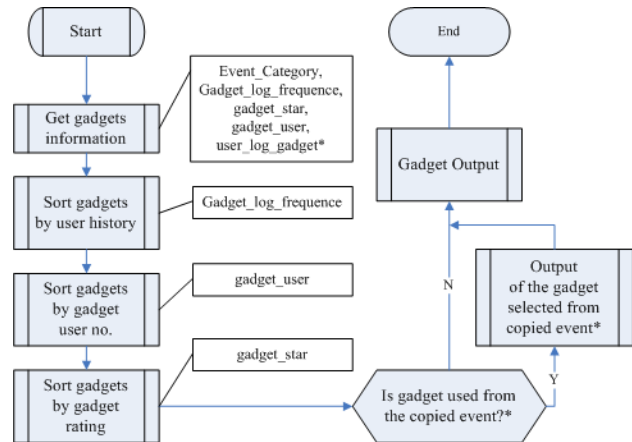 Start
Get gadgets
information
Event_Category,
Gadget_log_frequence,
gadget_star,
gadget_user,
user_log_gadget*
Sort gadgets
by user history
Gadget_log_frequence
Sort gadgets
by gadget
user no.
gadget_user
Sort gadgets
by gadget
rating
gadget_star
Is gadget used from
the copied event?*
N
Y
Output
of the gadget
selected from
copied event*
Gadget Output
End